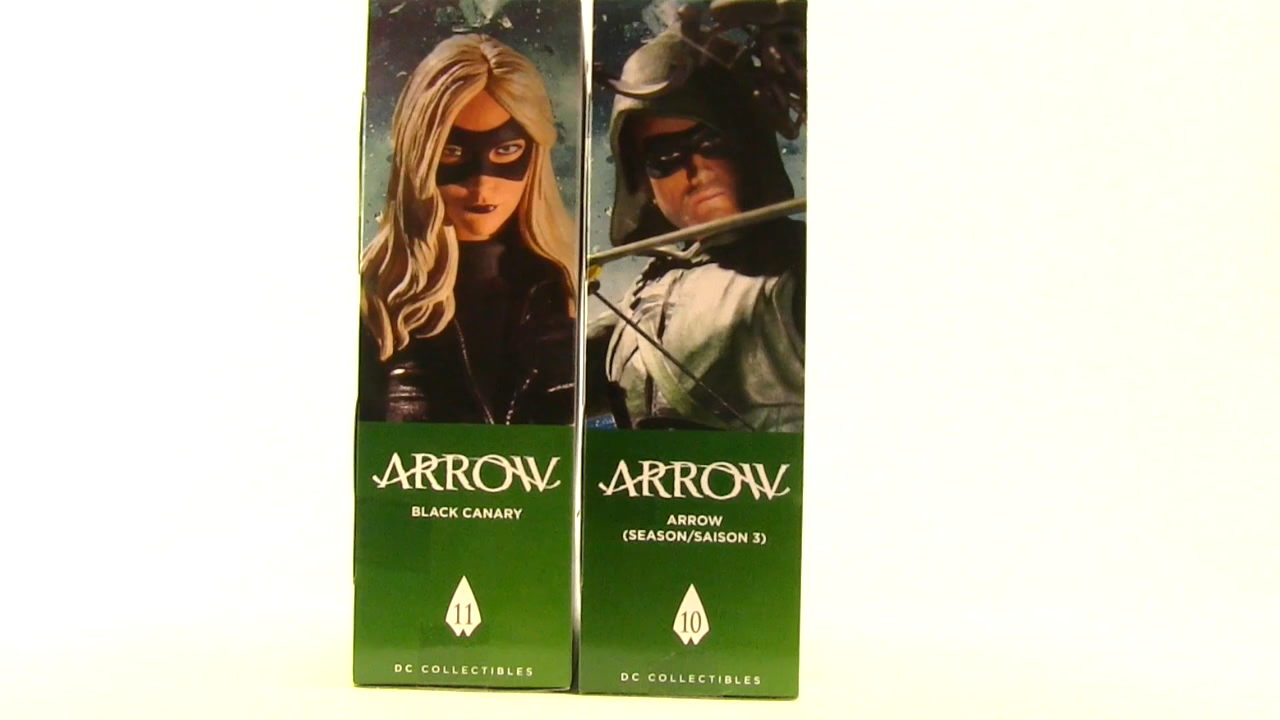 ARROW
BLACK CANARY
11
DC COLLECTIBLES
ARROW
ARROW
(SEASON/SAISON 3)
10
DC COLLECTIBLES